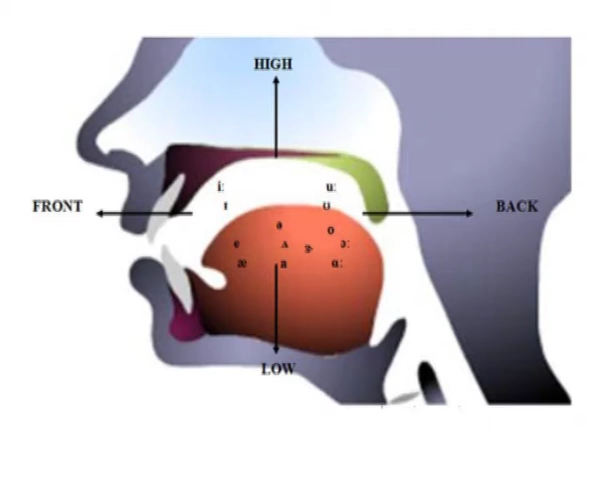 HIGH
i: u:
FRONT ɪ ʊ BACK
ə o
e ʌ ɔ:
æ a ɑ:
LOW